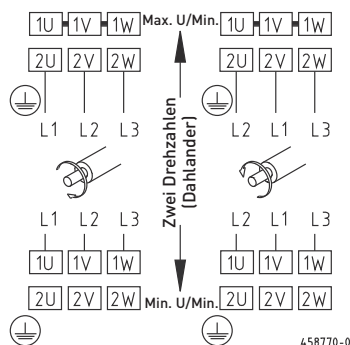 1U 1V 1W Max. U/Min. 1U 1V 1W
2U 2V 2W 2U 2V 2W
L1 L2 L3 L2 L1 L3
Zwei Drehzahlen
(Dahlander)
L1 L2 L3 L2 L1 L3
1U 1V 1W 1U 1V 1W
2U 2V 2W Min. U/Min. 2U 2V 2W
458770-0